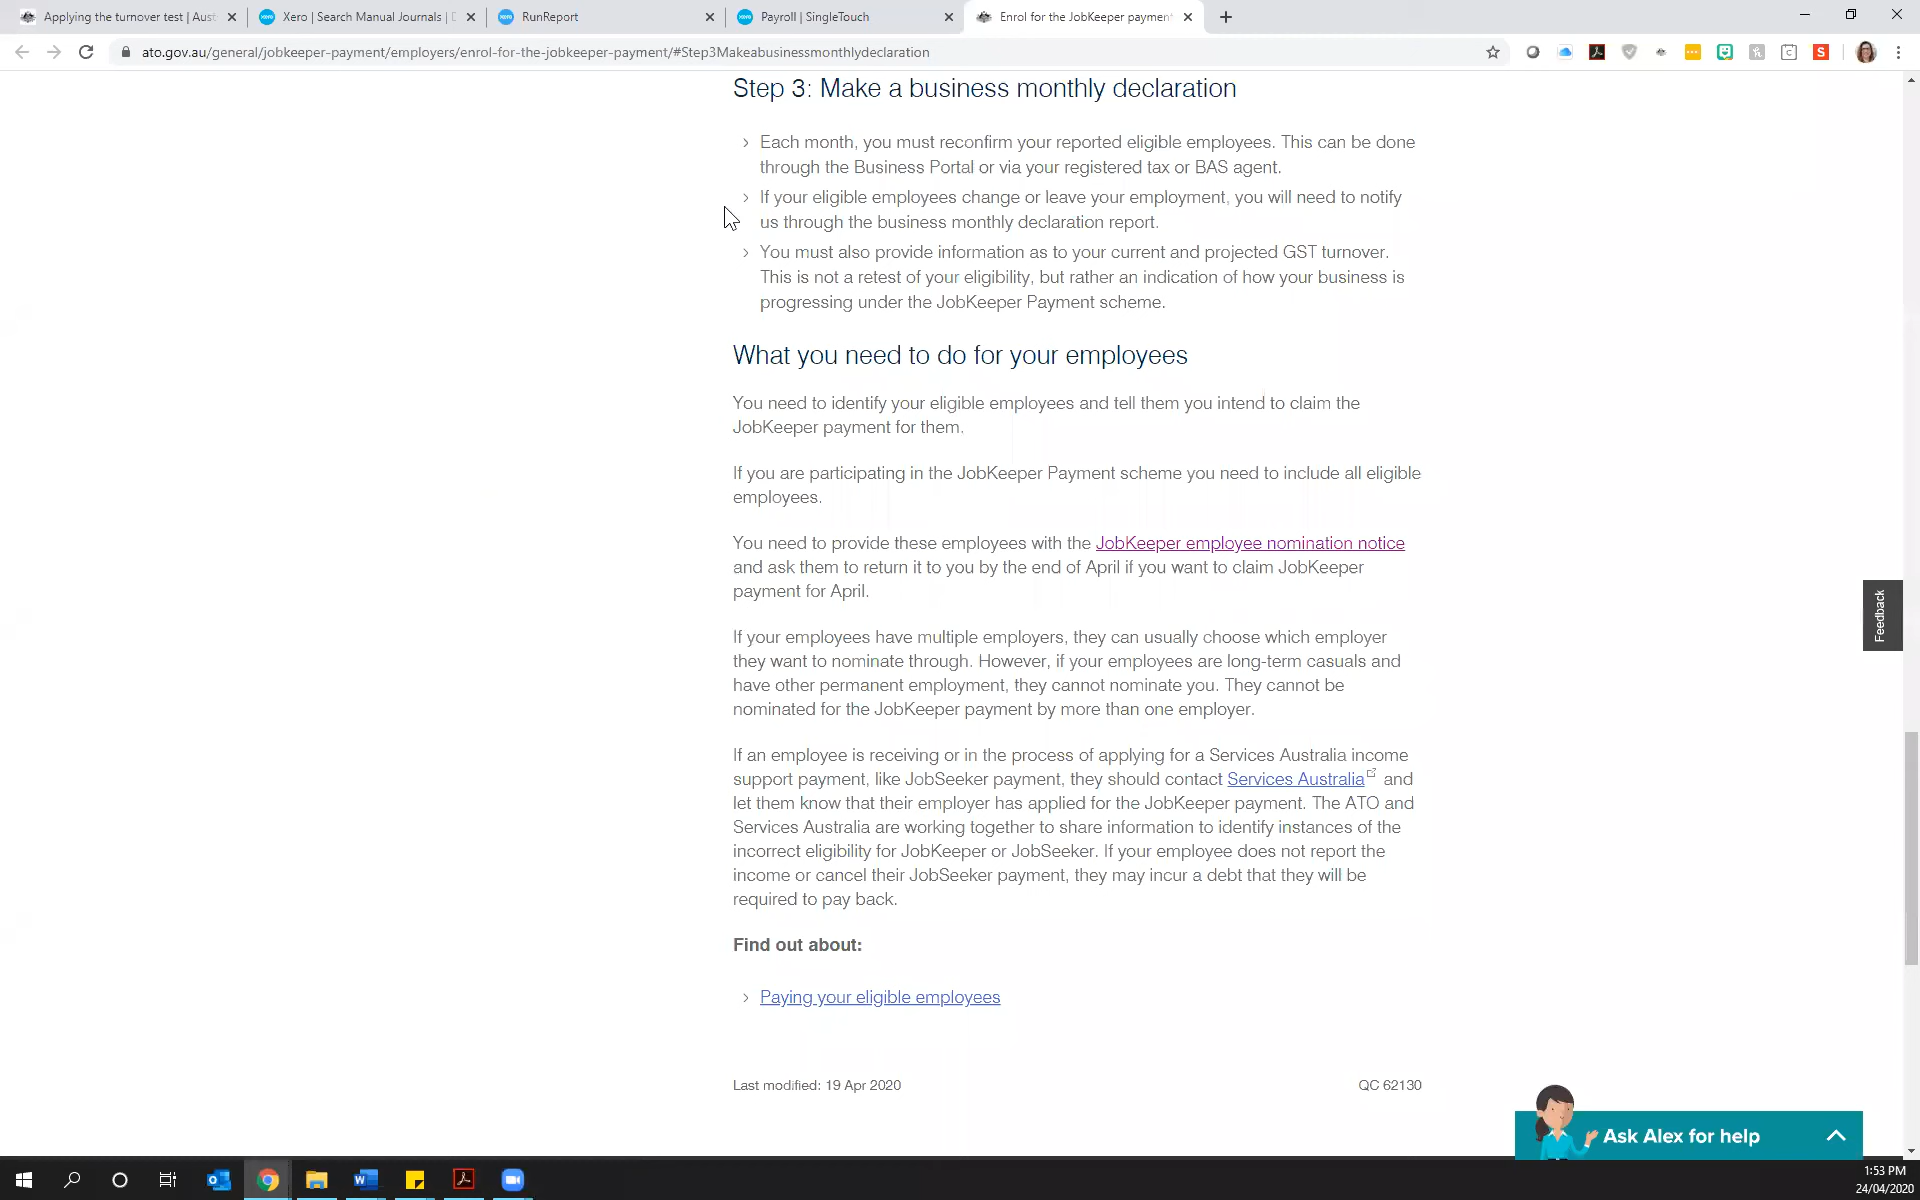 Applying the turnover test | Aust
Xero | Search Manual Journals | D
RunReport
Payroll | SingleTouch
Enrol for the JobKeeper payment
ato.gov.au/general/jobkeeper-payment/employers/enrol-for-the-jobkeeper-payment/#Step3Makeabusinessmonthlydeclaration
Step 3: Make a business monthly declaration
Each month, you must reconfirm your reported eligible employees. This can be done
through the Business Portal or via your registered tax or BAS agent.
If your eligible employees change or leave your employment, you will need to notify
us through the business monthly declaration report.
You must also provide information as to your current and projected GST turnover.
This is not a retest of your eligibility, but rather an indication of how your business is
progressing under the JobKeeper Payment scheme.
What you need to do for your employees
You need to identify your eligible employees and tell them you intend to claim the
JobKeeper payment for them.
If you are participating in the JobKeeper Payment scheme you need to include all eligible
employees.
You need to provide these employees with the JobKeeper employee nomination notice
and ask them to return it to you by the end of April if you want to claim JobKeeper
payment for April.
If your employees have multiple employers, they can usually choose which employer
they want to nominate through. However, if your employees are long-term casuals and
have other permanent employment, they cannot nominate you. They cannot be
nominated for the JobKeeper payment by more than one employer.
If an employee is receiving or in the process of applying for a Services Australia income
support payment, like JobSeeker payment, they should contact Services Australia and
let them know that their employer has applied for the JobKeeper payment. The ATO and
Services Australia are working together to share information to identify instances of the
incorrect eligibility for JobKeeper or JobSeeker. If your employee does not report the
income or cancel their JobSeeker payment, they may incur a debt that they will be
required to pay back.
Find out about:
Paying your eligible employees
Last modified: 19 Apr 2020
QC 62130
Feedback
Ask Alex for help
1:53 PM
24/04/2020